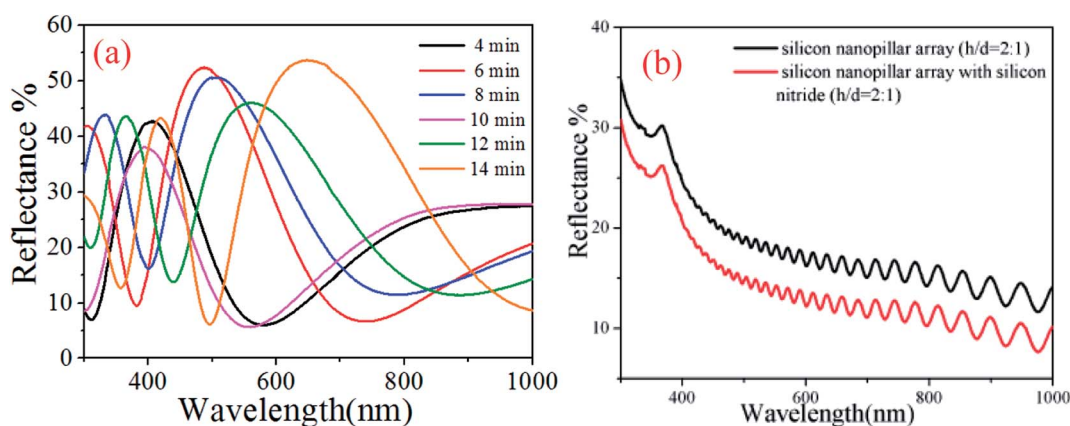 (a)
4 min
6 min
8 min
10 min
12 min
14 min
Reflectance %
60
50
40
30
20
10
0
400
600
800
1000
Wavelength(nm)
(b)
silicon nanopillar array (h/d=2:1)
silicon nanopillar array with silicon
nitride (h/d=2:1)
Reflectance %
40
30
20
10
400
600
800
1000
Wavelength(nm)